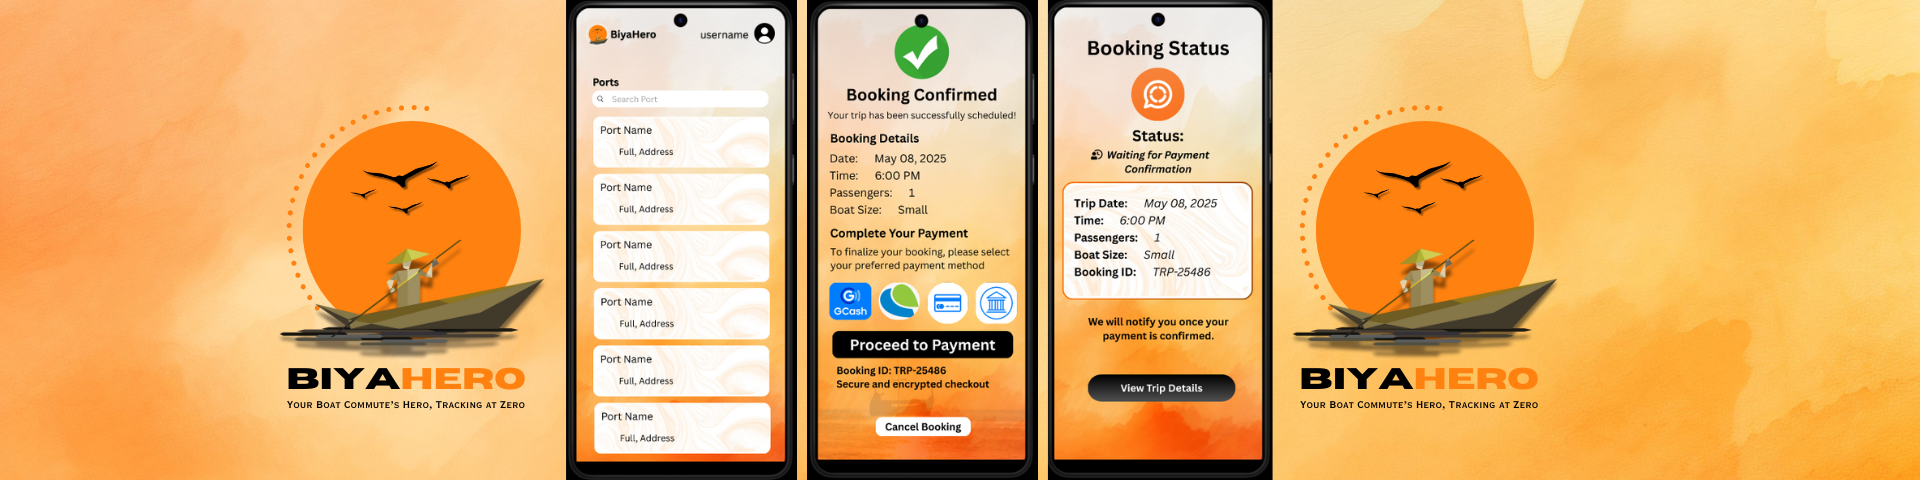 BIYAHERO
YOUR BOAT COMMUTE'S HERO, TRACKING AT ZERO
BiyaHero
username
Ports
Search Port
Port Name
Full, Address
Port Name
Full, Address
Port Name
Full, Address
Port Name
Full, Address
Port Name
Full, Address
Port Name
Full, Address
Booking Confirmed
Your trip has been successfully scheduled!
Booking Details
Date: May 08, 2025
Time: 6:00 PM
Passengers: 1
Boat Size: Small
Complete Your Payment
To finalize your booking, please select
your preferred payment method
G
GCash
Proceed to Payment
Booking ID: TRP-25486
Secure and encrypted checkout
Cancel Booking
Booking Status
Status:
Waiting for Payment
Confirmation
Trip Date: May 08, 2025
Time: 6:00 PM
Passengers: 1
Boat Size: Small
Booking ID: TRP-25486
We will notify you once your
payment is confirmed.
View Trip Details
BIYAHERO
YOUR BOAT COMMUTE'S HERO, TRACKING AT ZERO